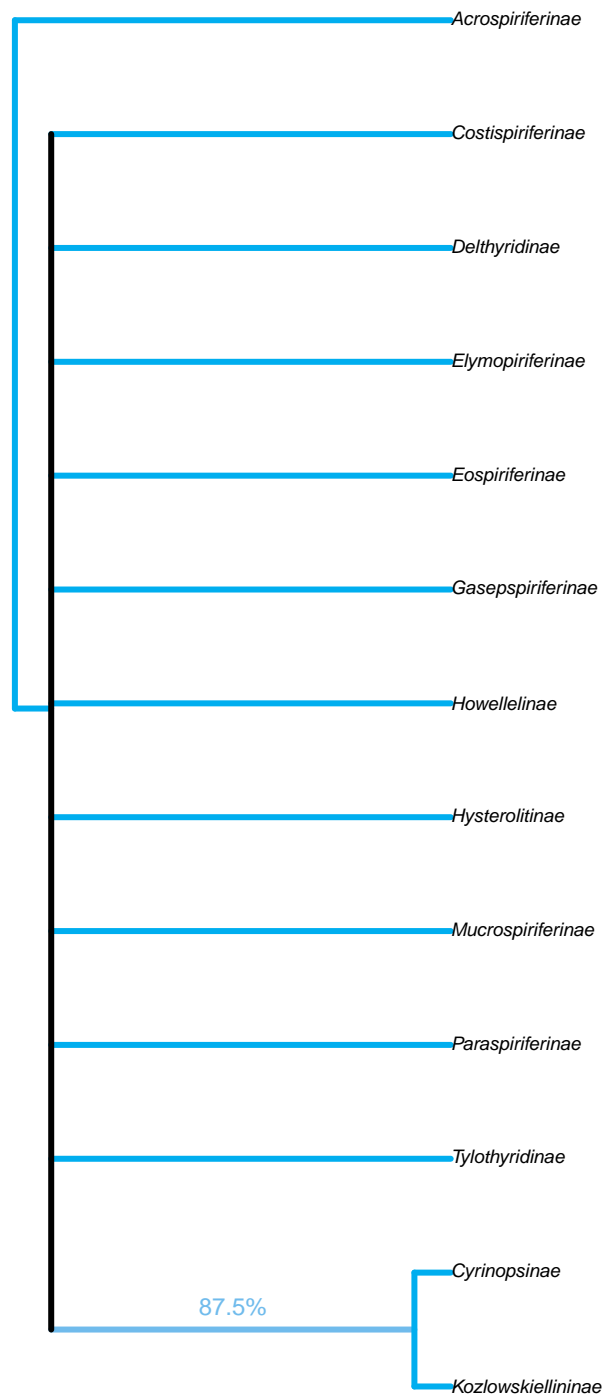 Acrospiriferinae
Costispiriferinae
Delthyridinae
Elymopiriferinae
Eospiriferinae
Gasepspiriferinae
Howellelinae
Hysterolitinae
Mucrospiriferinae
Paraspiriferinae
Tylothyridinae
Cyrinopsinae
87.5%
Kozlowskiellininae